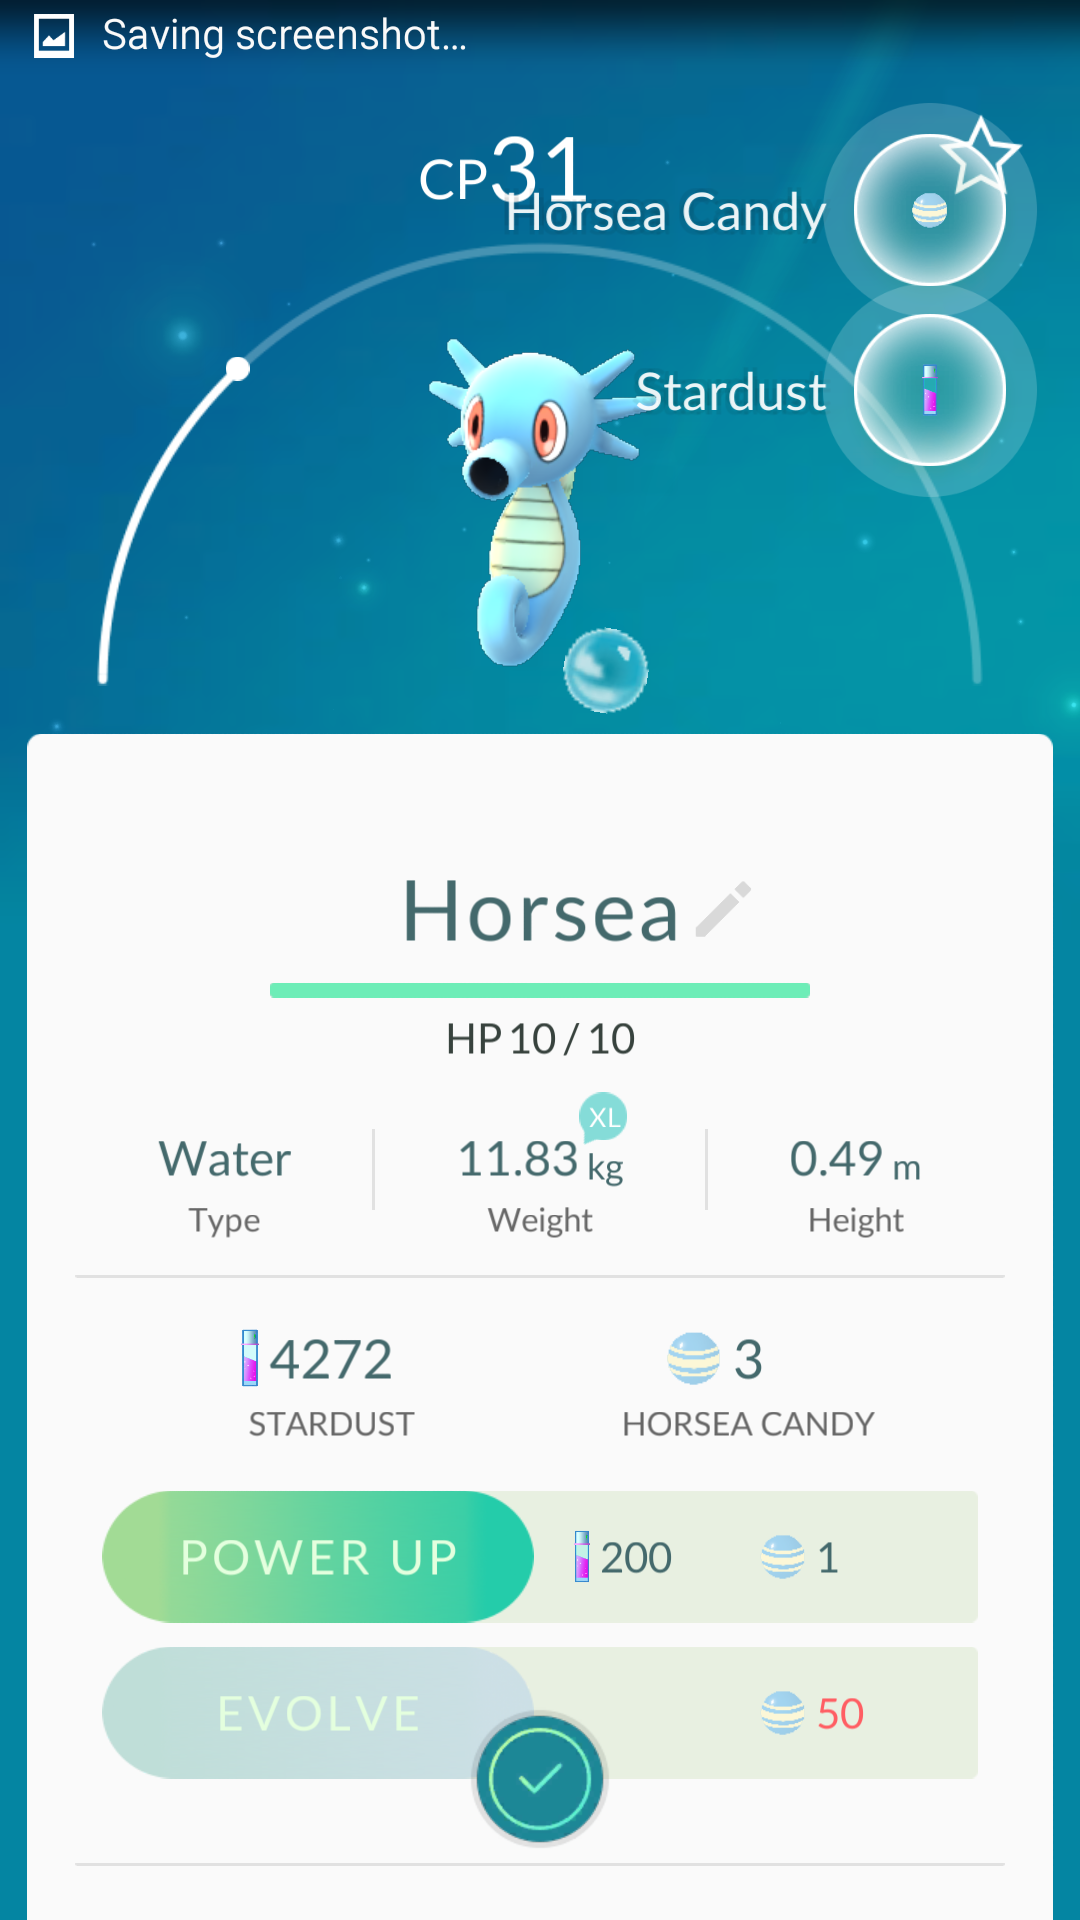 Saving screenshot...
CP31
Horsea Candy
Stardust
Horsea
HP 10 / 10
XL
Water
11.83 kg
0.49 m
Type
Weight
Height
4272
3
STARDUST
HORSEA CANDY
POWER UP
200
1
EVOLVE
50